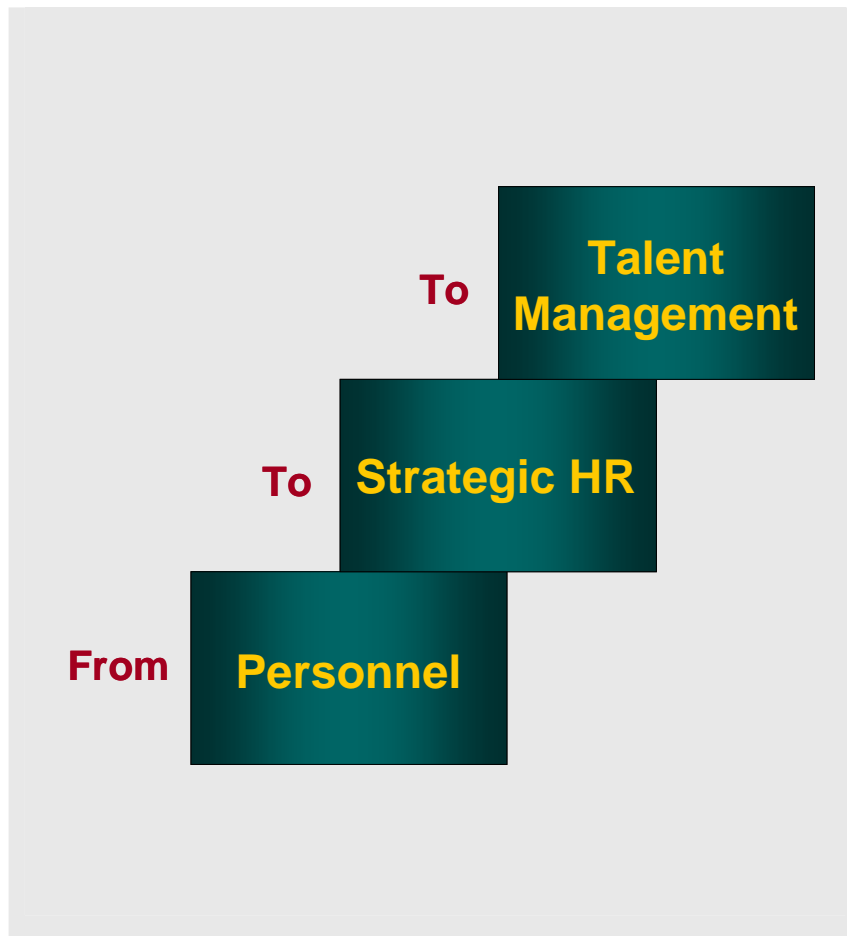 To
Talent
Management
To
Strategic HR
From
Personnel